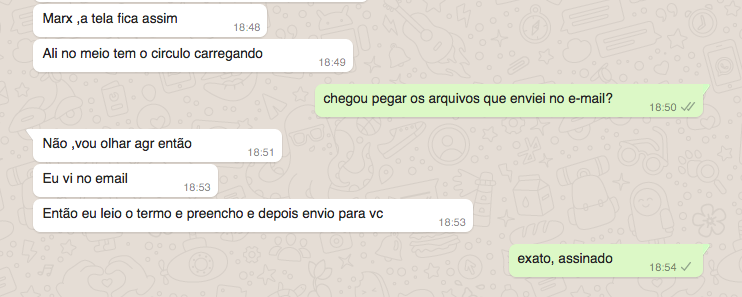 Marx ,a tela fica assim
18:48
Ali no meio tem o circulo carregando
18:49
chegou pegar os arquivos que enviei no e-mail?
18:50
Não ,vou olhar agr então
18:51
Eu vi no email
18:53
Então eu leio o termo e preencho e depois envio para vc
18:53
exato, assinado
18:54